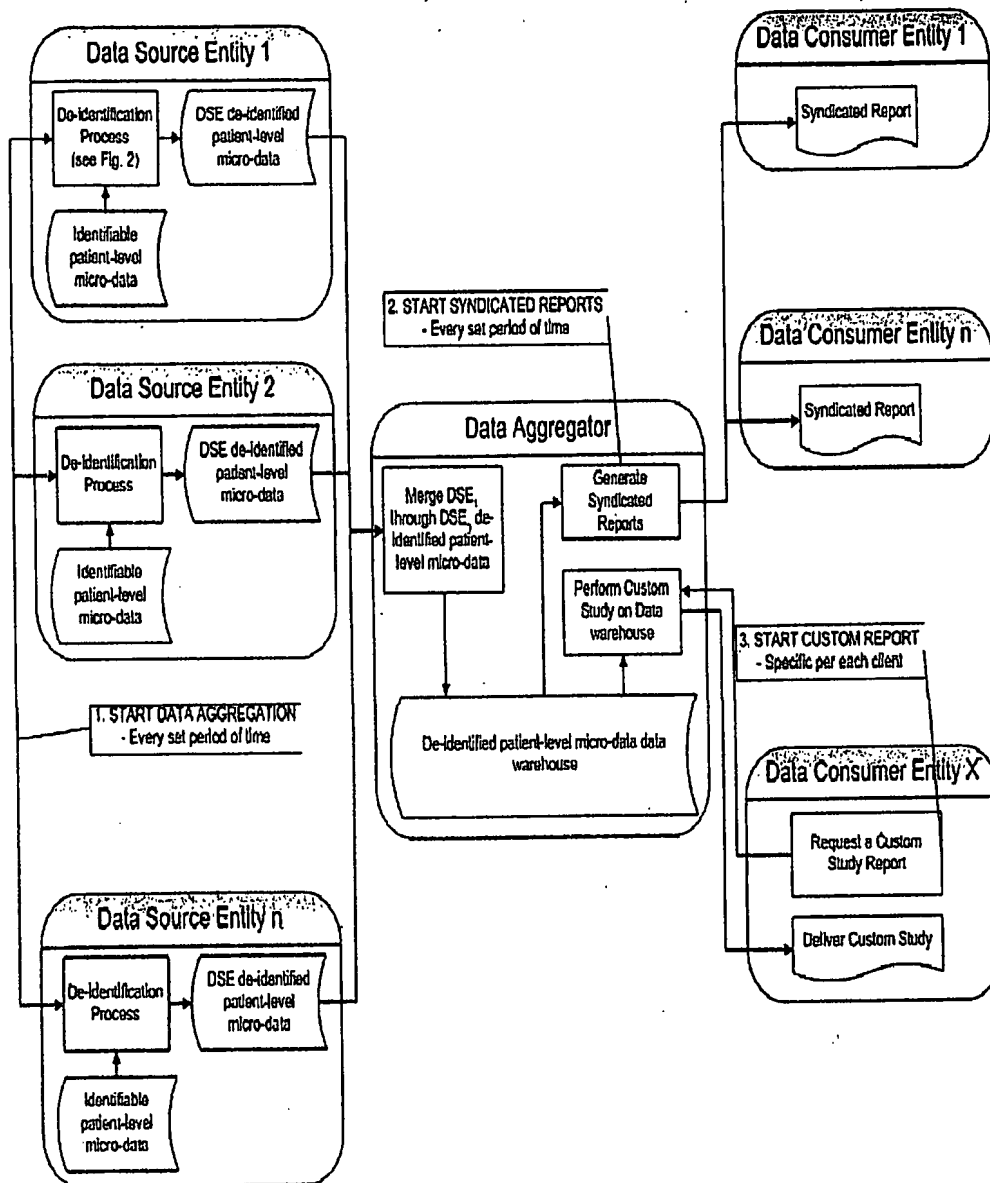 Data Source Entity 1
De-identification
Process
(see Fig. 2)
DSE de-identified
patient-level
micro-data
Identifiable
patient-level
micro-data
Data Source Entity 2
De-Identification
Process
DSE de-identified
patient-level
micro-data
Identifiable
patient-level
micro-data
1. START DATA AGGREGATION
- Every set period of time
Data Source Entity n
De-Identification
Process
DSE de-identified
patient-level
micro-data
Identifiable
patient-level
micro-data
2. START SYNDICATED REPORTS
- Every set period of time
Data Aggregator
Merge DSE
through DSE, de-
identified patient-
level micro-data
Generate
Syndicated
Reports
Perform Custom
Study on Data
warehouse
De-identified patient-level micro-data data
warehouse
Data Consumer Entity 1
Syndicated Report
Data Consumer Entity n
Syndicated Report
3. START CUSTOM REPORT
- Specific per each client
Data Consumer Entity X
Request a Custom
Study Report
Deliver Custom Study